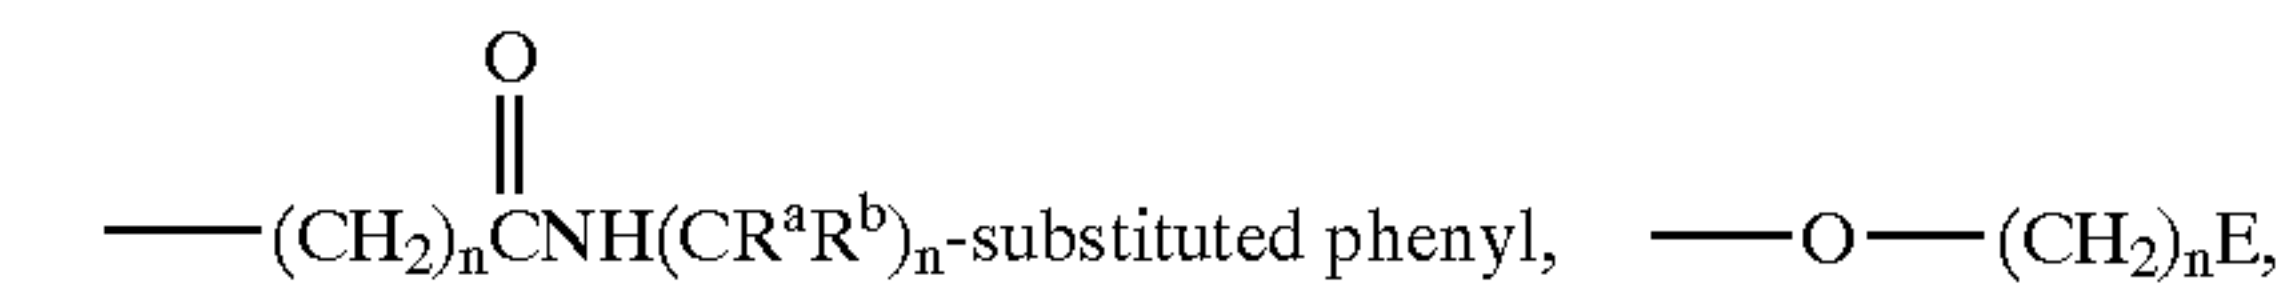 O
—(CH₂)ₙCNH(CRᵃRᵇ)ₙ-substituted phenyl, —O—(CH₂)ₙE,